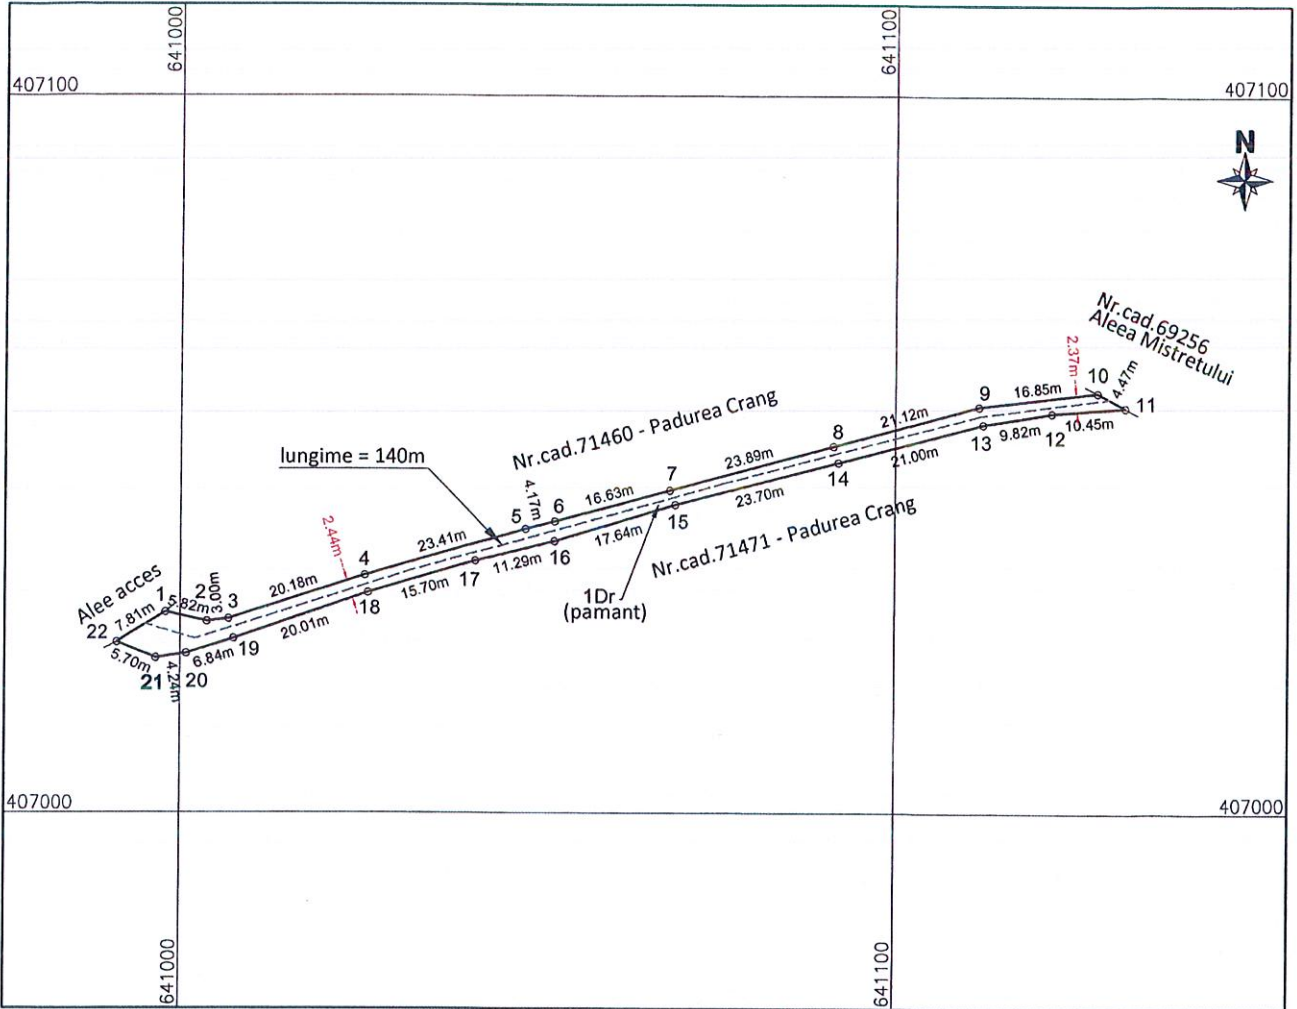 641000
641100
407100
407100
N
Nr.cad.69256
Aleea Mistretului
2.37m
10
4.47m
11
9
16.85m
21.12m
8
13
9.82m
12
10.45m
Nr.cad.71460 - Padurea Crang
lungime = 140m
23.89m
14
21.00m
7
16.63m
15
23.70m
4.17m
5
6
23.41m
17.64m
Nr.cad.71471 - Padurea Crang
2.44m
4
11.29m
16
17
15.70m
18
1Dr
(pamant)
20.18m
20.01m
Alee acces
1
5.82m
2
3.00m
3
7.81m
22
5.70m
21
4.24m
20
6.84m
19
407000
407000
641000
641100